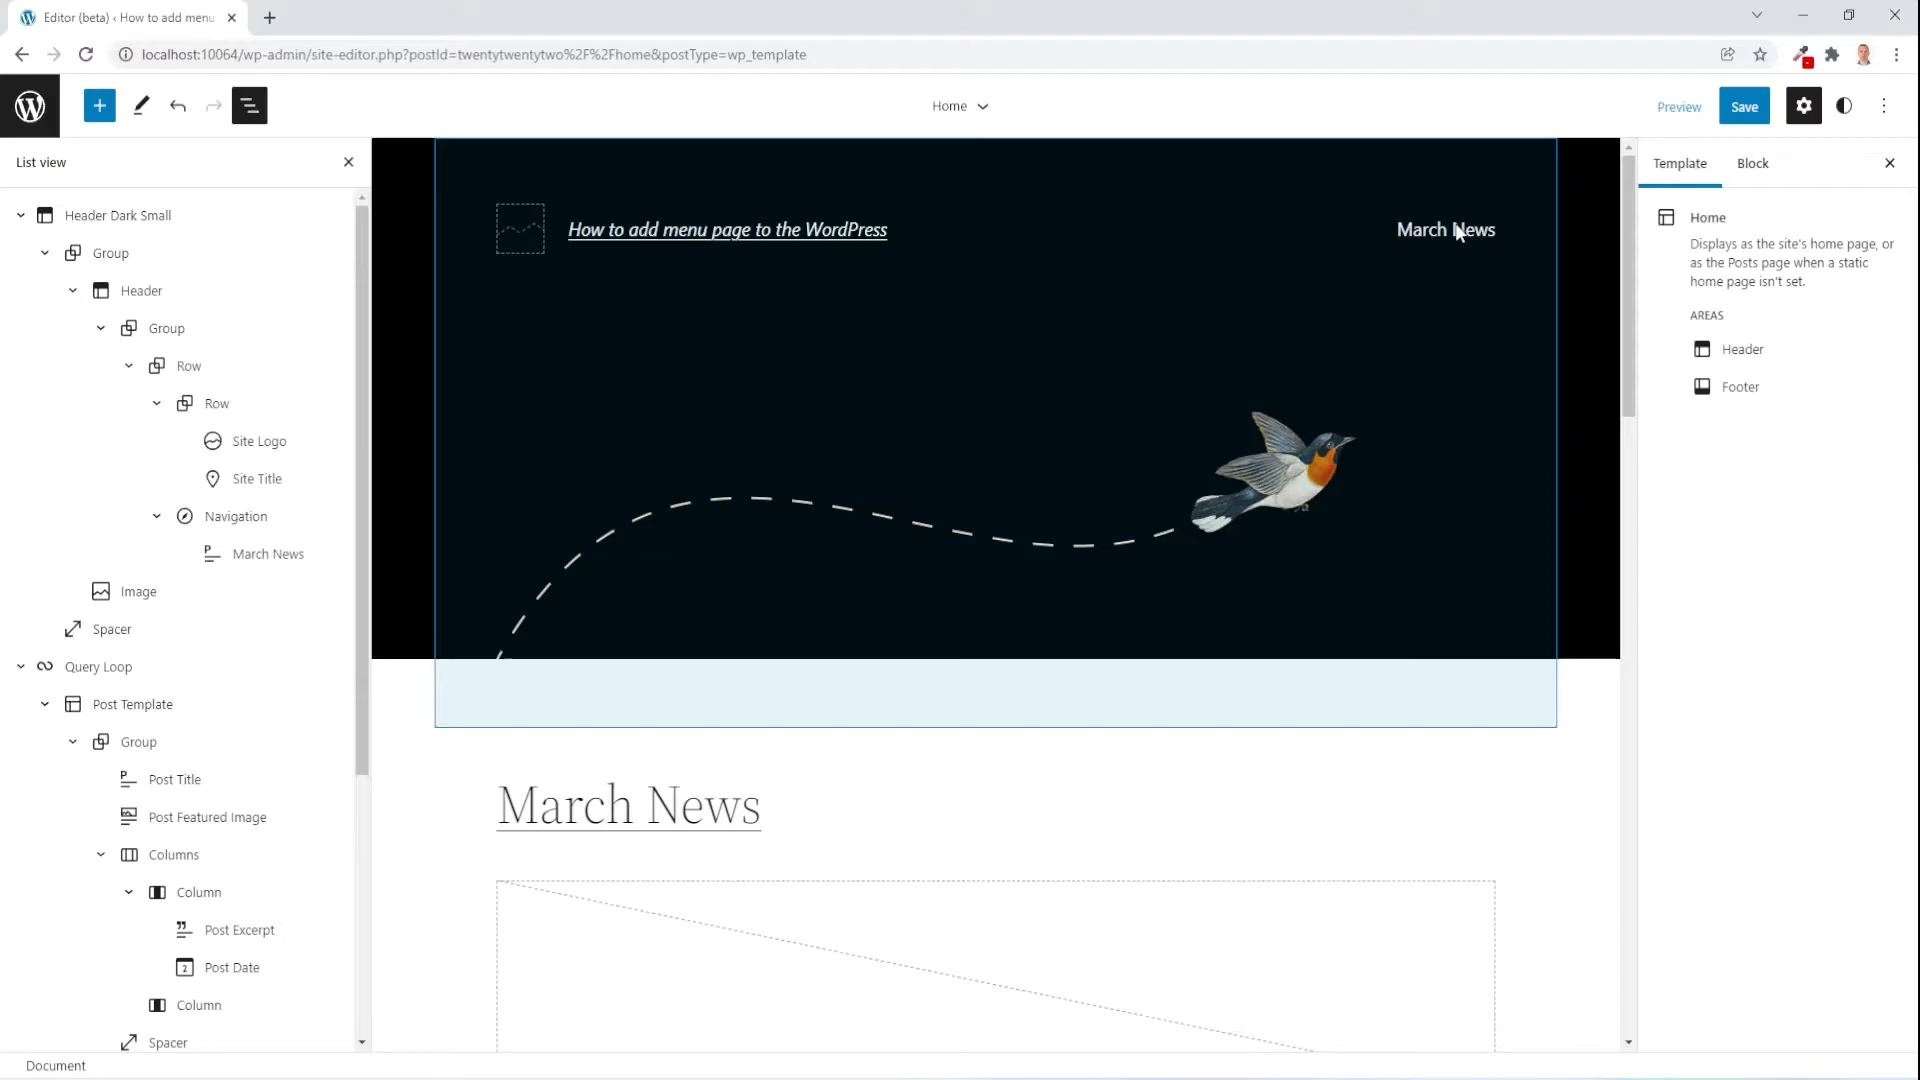 Editor (beta) ‹ How to add menu
localhost:10064/wp-admin/site-editor.php?postId=twentytwentytwo%2F%2Fhome&postType=wp_template
Home
Preview
Save
List view
Header Dark Small
Group
Header
Group
Row
Row
Site Logo
Site Title
Navigation
March News
Image
Spacer
Query Loop
Post Template
Group
Post Title
Post Featured Image
Columns
Column
Post Excerpt
Post Date
Column
Spacer
Document
How to add menu page to the WordPress
March News
March News
Template
Block
Home
Displays as the site's home page, or
as the Posts page when a static
home page isn't set.
AREAS
Header
Footer